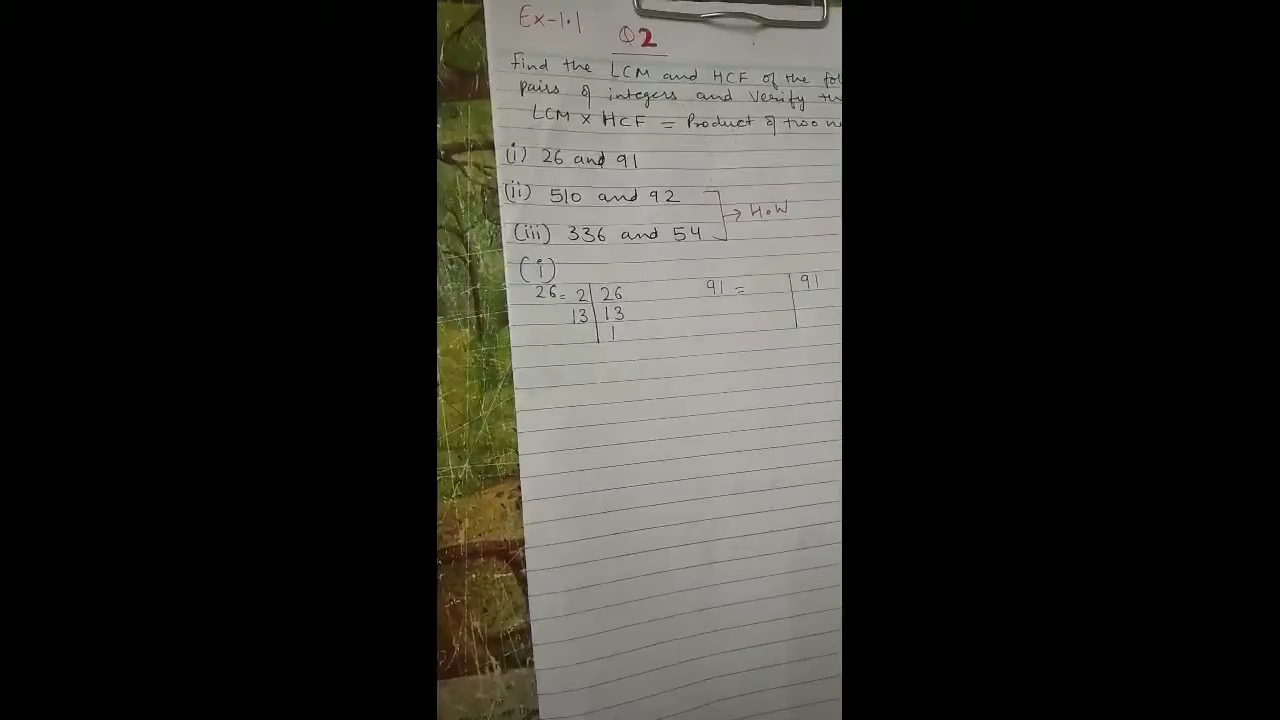 Ex-1.1
Q2
find the LCM and HCF of the
pairs of integers and verify
LCM × HCF = Product of two
(i) 26 and 91
(ii) 510 and 92
→ H.W
(iii) 336 and 54
(i)
26 = 2 | 26 91 = | 91
13 | 13
1